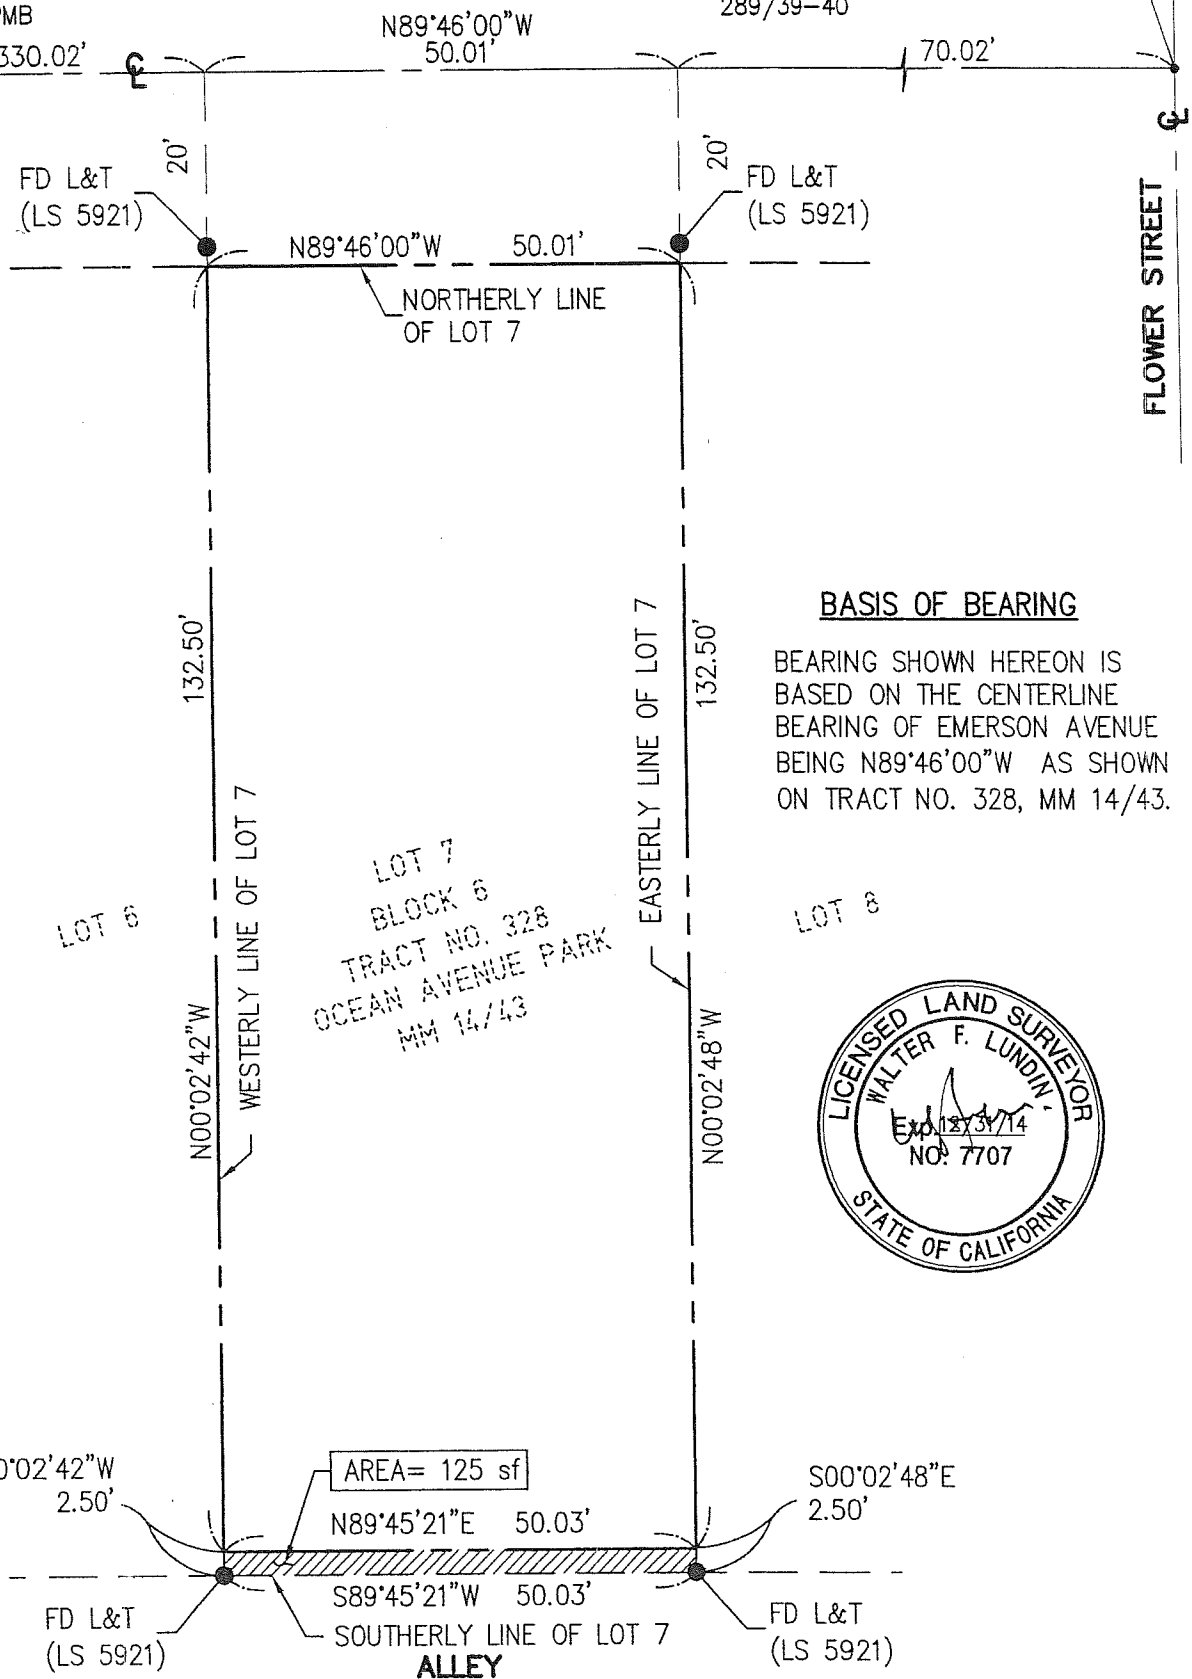 PMB
330.02'
N89°46'00"W
50.01'
289/39-40
70.02'
20'
20'
FD L&T
(LS 5921)
FD L&T
(LS 5921)
FLOWER STREET
N89°46'00"W 50.01'
NORTHERLY LINE
OF LOT 7
132.50'
EASTERLY LINE OF LOT 7
132.50'
BASIS OF BEARING
BEARING SHOWN HEREON IS
BASED ON THE CENTERLINE
BEARING OF EMERSON AVENUE
BEING N89°46'00"W AS SHOWN
ON TRACT NO. 328, MM 14/43.
WESTERLY LINE OF LOT 7
LOT 6
LOT 7
BLOCK 6
TRACT NO. 328
OCEAN AVENUE PARK
MM 14/43
LOT 8
N00°02'42"W
N00°02'48"W
LICENSED LAND SURVEYOR
WALTER F. LUNDIN
Exp. 12/31/14
NO. 7707
STATE OF CALIFORNIA
0°02'42"W
2.50'
AREA= 125 sf
S00°02'48"E
2.50'
N89°45'21"E 50.03'
S89°45'21"W 50.03'
FD L&T
(LS 5921)
SOUTHERLY LINE OF LOT 7
ALLEY
FD L&T
(LS 5921)